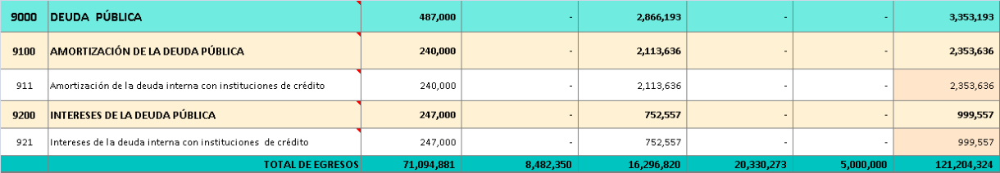 9000 DEUDA PÚBLICA 487,000 - 2,866,193 - - 3,353,193
9100 AMORTIZACIÓN DE LA DEUDA PÚBLICA 240,000 - 2,113,636 - - 2,353,636
911 Amortización de la deuda interna con instituciones de crédito 240,000 - 2,113,636 - - 2,353,636
9200 INTERESES DE LA DEUDA PÚBLICA 247,000 - 752,557 - - 999,557
921 Intereses de la deuda interna con instituciones de crédito 247,000 - 752,557 - - 999,557
TOTAL DE EGRESOS 71,094,881 8,482,350 16,296,820 20,330,273 5,000,000 121,204,324